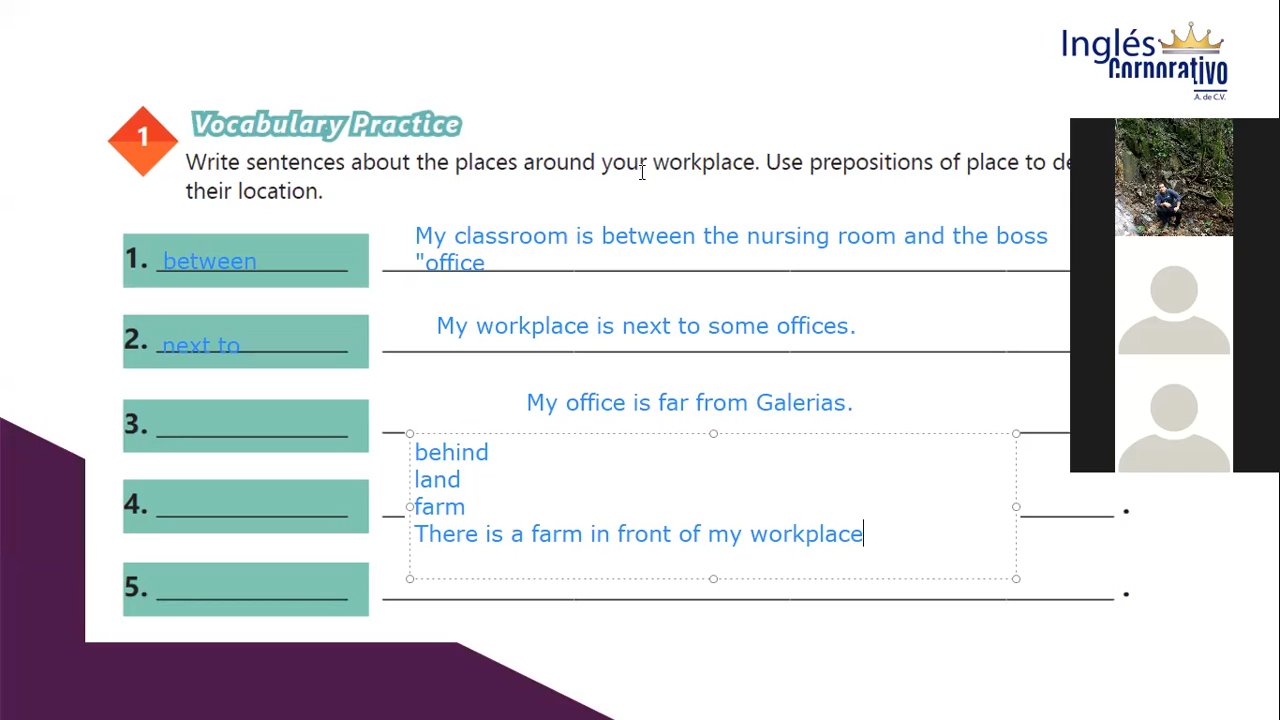 Inglés
Corporativo
A. de C.V.
1
Vocabulary Practice
Write sentences about the places around your workplace. Use prepositions of place to de
their location.
1. between
My classroom is between the nursing room and the boss
"office
2. next to
My workplace is next to some offices.
3.
My office is far from Galerias.
behind
land
4.
farm
There is a farm in front of my workplace
.
5. .